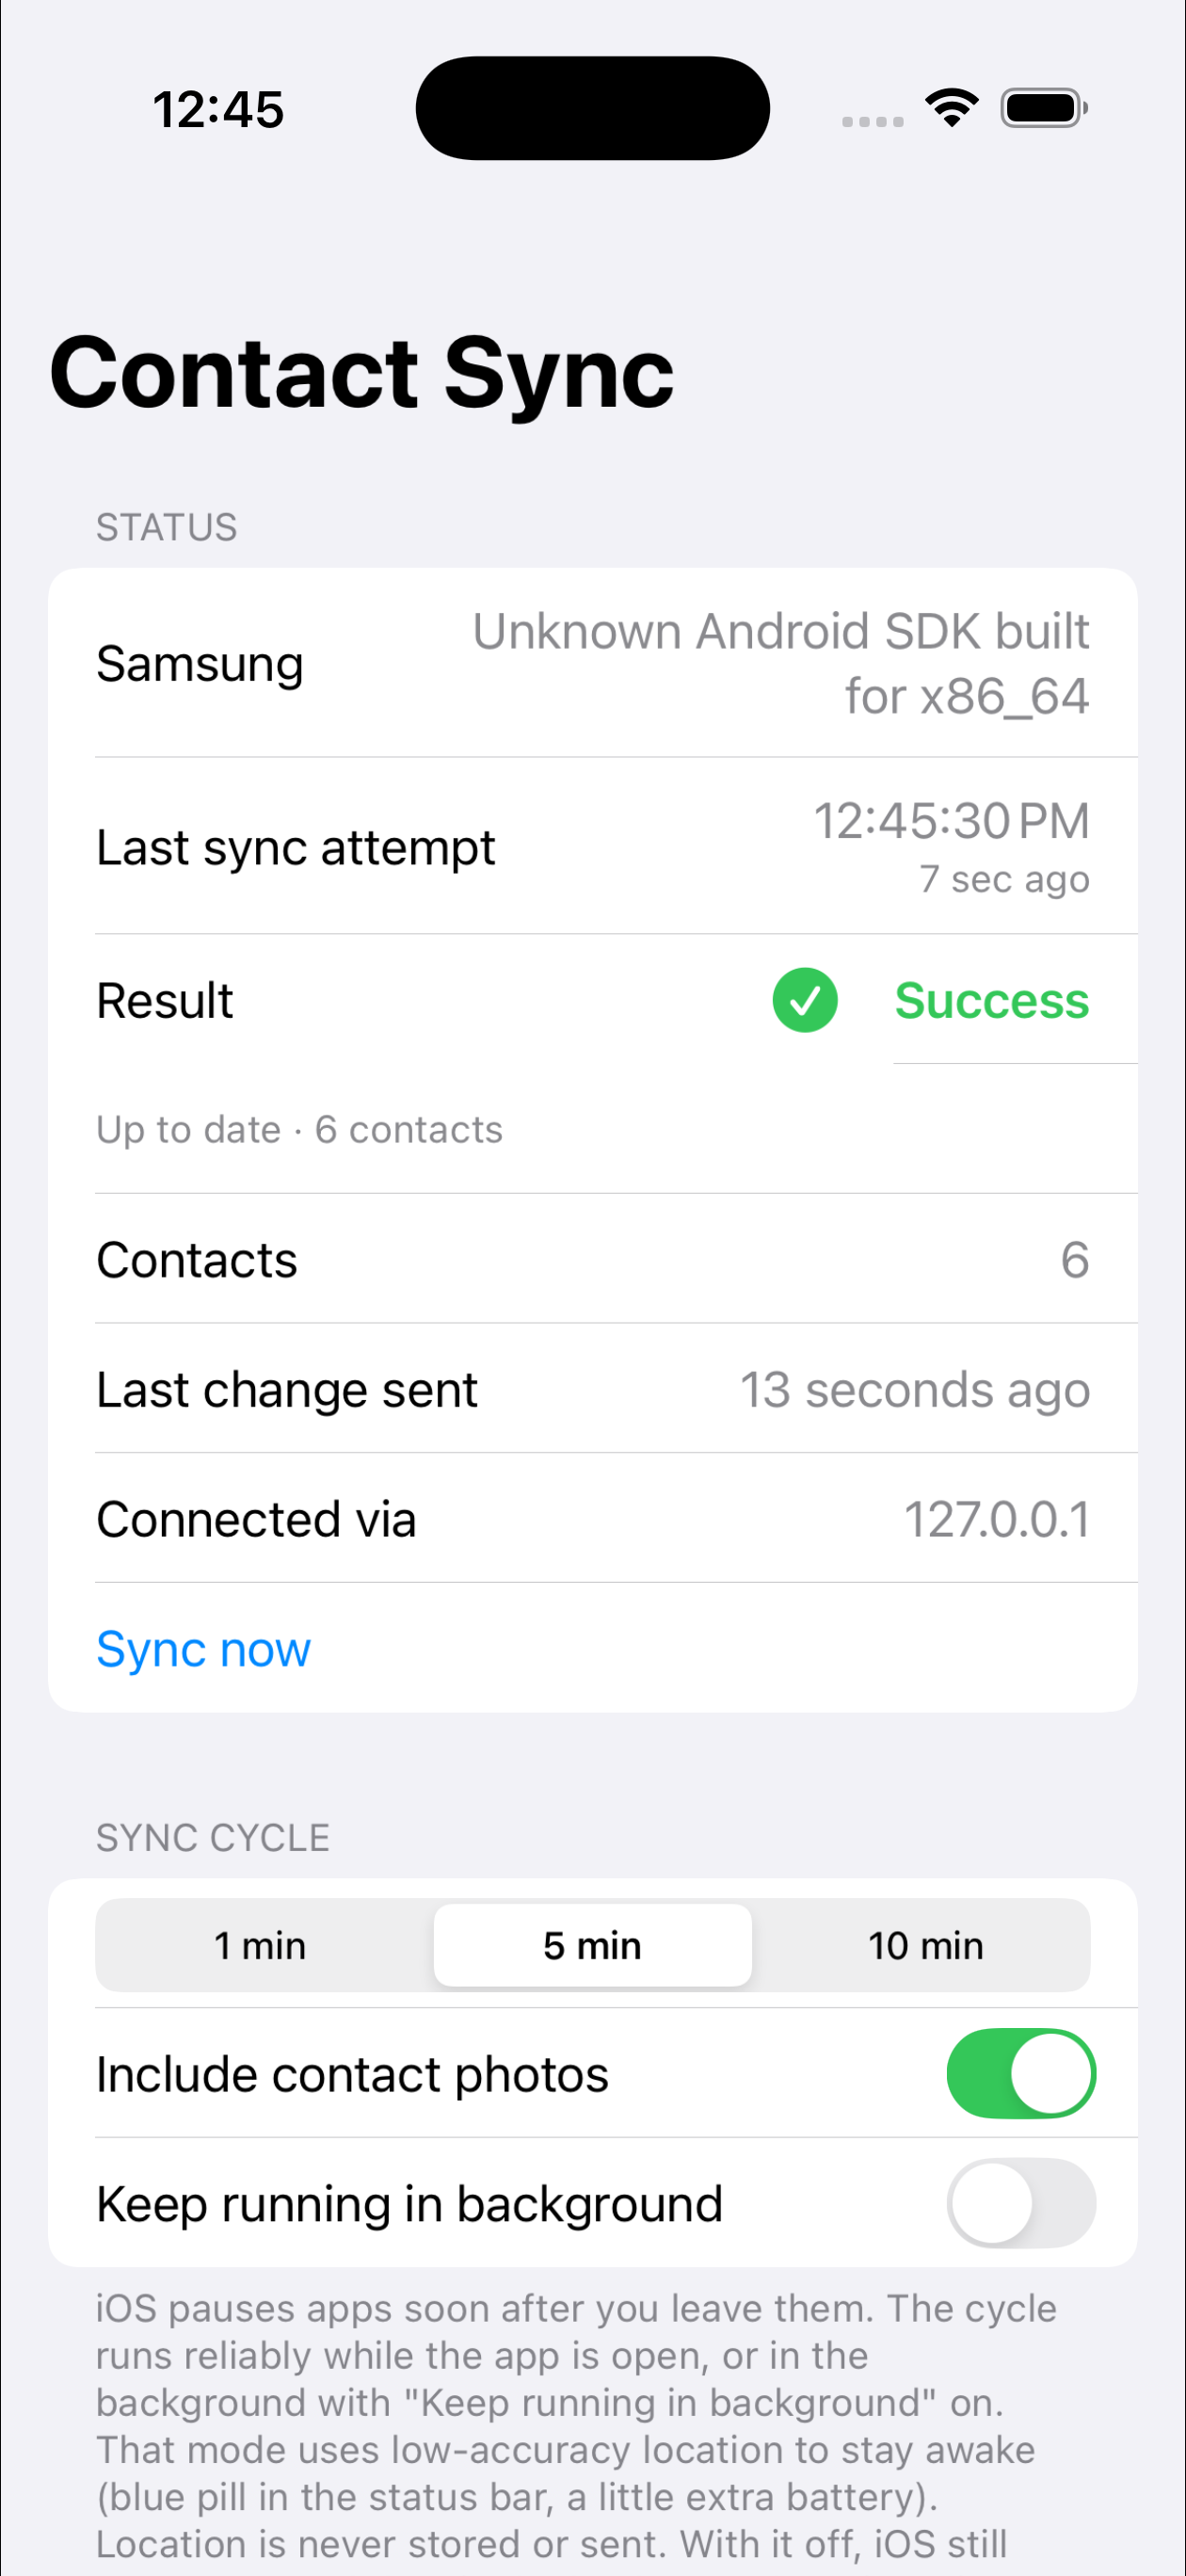 12:45
Contact Sync
STATUS
Samsung
Unknown Android SDK built
for x86_64
Last sync attempt
12:45:30 PM
7 sec ago
Result
Success
Up to date · 6 contacts
Contacts
6
Last change sent
13 seconds ago
Connected via
127.0.0.1
Sync now
SYNC CYCLE
1 min
5 min
10 min
Include contact photos
Keep running in background
iOS pauses apps soon after you leave them. The cycle
runs reliably while the app is open, or in the
background with "Keep running in background" on.
That mode uses low-accuracy location to stay awake
(blue pill in the status bar, a little extra battery).
Location is never stored or sent. With it off, iOS still